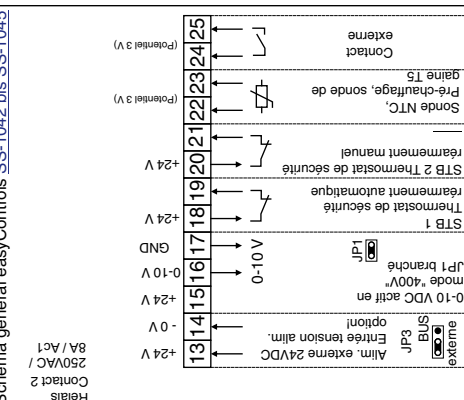 Schéma général easyControls SS-1042 bis SS-1045
Relais
Contact 2
250VAC /
8A / Ac1
externe
BUS
JP3
Alim. externe 24VDC
Entrée tension alim.
option!
13
+24 V
14
- 0 V
0-10 VDC actif en
mode "400V"
JP1 branché
JP1
0-10 V
15
+24 V
16
0-10 V
17
GND
STB 1
Thermostat de sécurité
réarmement automatique
18
+24 V
19
STB 2 Thermostat de sécurité
réarmement manuel
20
+24 V
21
Sonde NTC,
Pré-chauffage, sonde de
gaine T5
22
23
(Potentiel 3 V)
Contact
externe
24
25
(Potentiel 3 V)